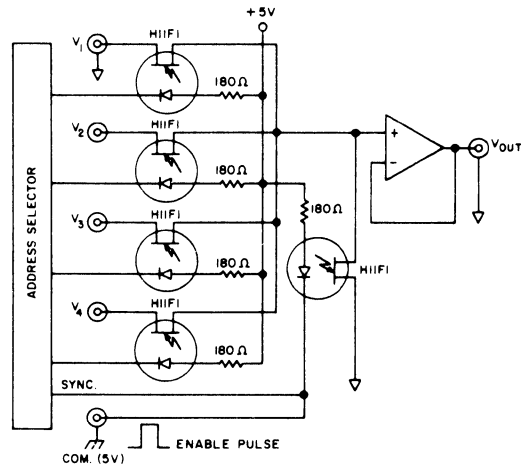 +5V
V1
H11F1
180Ω
V2
H11F1
180Ω
VOUT
+
-
ADDRESS SELECTOR
V3
H11F1
180Ω
180Ω
H11F1
V4
H11F1
180Ω
SYNC.
COM. (5V)
ENABLE PULSE